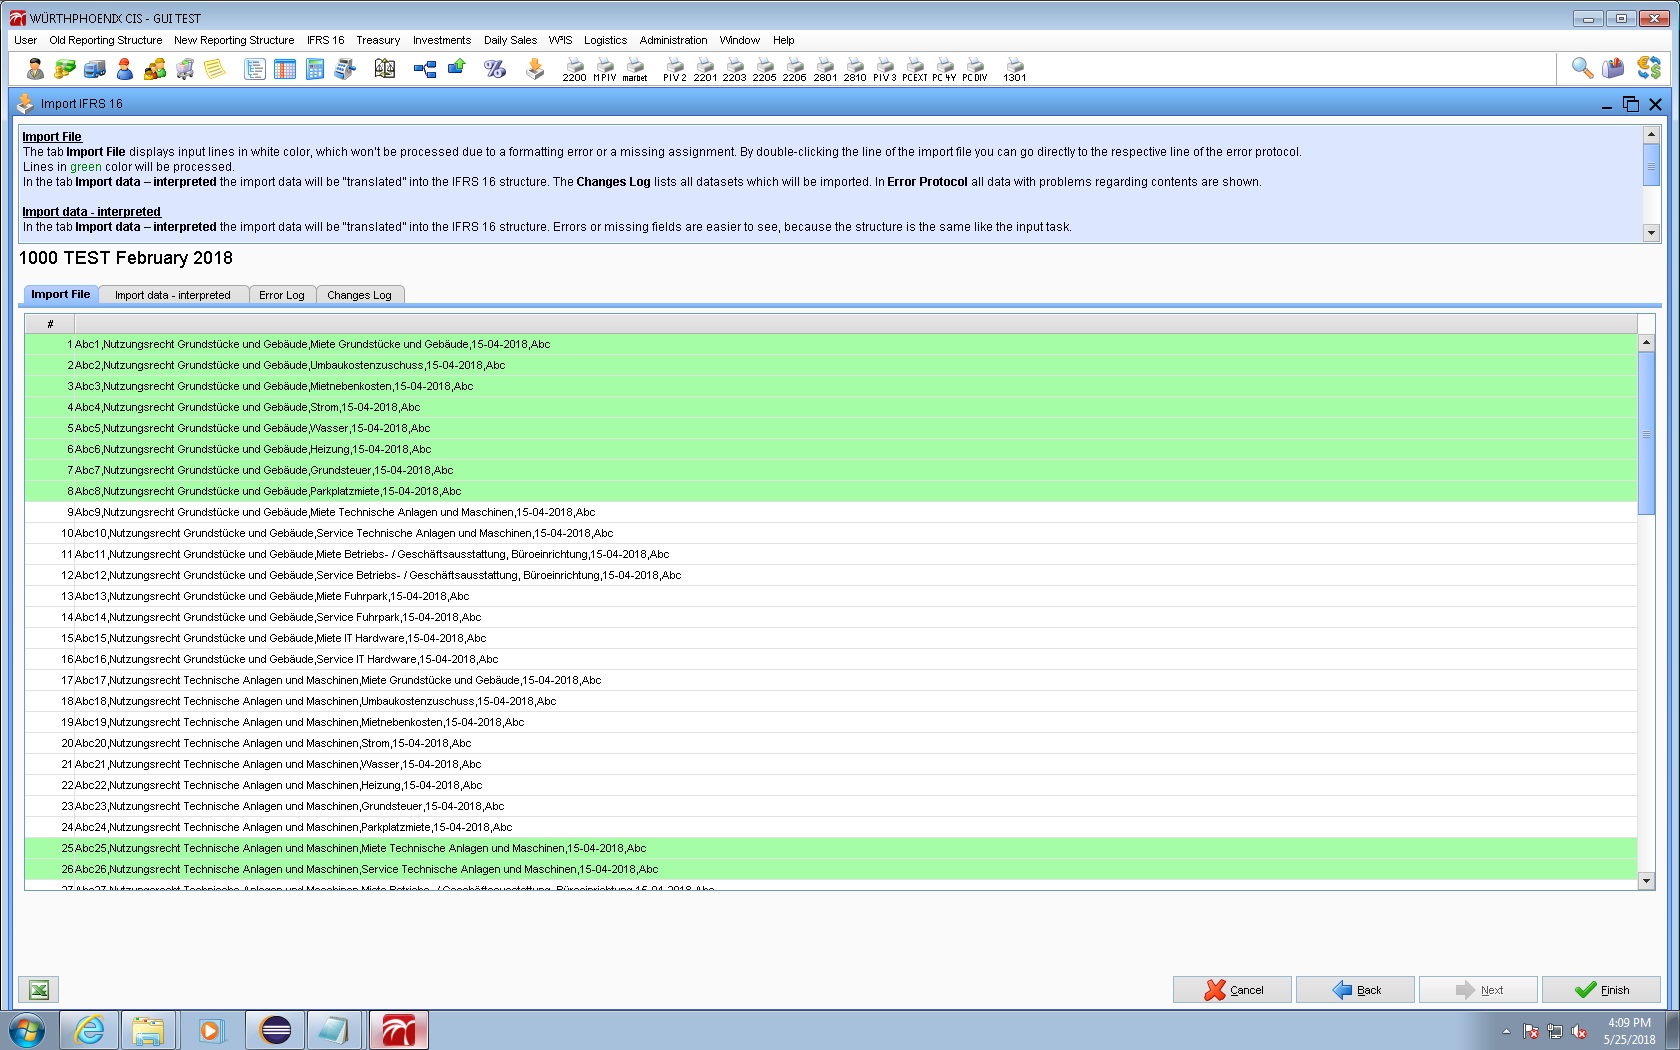 WÜRTHPHOENIX CIS - GUI TEST
User Old Reporting Structure New Reporting Structure IFRS 16 Treasury Investments Daily Sales W³IS Logistics Administration Window Help
2200 M PIV market PIV 2 2201 2203 2205 2206 2801 2810 PIV 3 PCEXT PC 4Y PC DIV 1301
Import IFRS 16
Import File
The tab Import File displays input lines in white color, which won't be processed due to a formatting error or a missing assignment. By double-clicking the line of the import file you can go directly to the respective line of the error protocol.
Lines in green color will be processed.
In the tab Import data – interpreted the import data will be "translated" into the IFRS 16 structure. The Changes Log lists all datasets which will be imported. In Error Protocol all data with problems regarding contents are shown.
Import data - interpreted
In the tab Import data – interpreted the import data will be "translated" into the IFRS 16 structure. Errors or missing fields are easier to see, because the structure is the same like the input task.
1000 TEST February 2018
Import File Import data - interpreted Error Log Changes Log
#
1 Abc1,Nutzungsrecht Grundstücke und Gebäude,Miete Grundstücke und Gebäude,15-04-2018,Abc
2 Abc2,Nutzungsrecht Grundstücke und Gebäude,Umbaukostenzuschuss,15-04-2018,Abc
3 Abc3,Nutzungsrecht Grundstücke und Gebäude,Mietnebenkosten,15-04-2018,Abc
4 Abc4,Nutzungsrecht Grundstücke und Gebäude,Strom,15-04-2018,Abc
5 Abc5,Nutzungsrecht Grundstücke und Gebäude,Wasser,15-04-2018,Abc
6 Abc6,Nutzungsrecht Grundstücke und Gebäude,Heizung,15-04-2018,Abc
7 Abc7,Nutzungsrecht Grundstücke und Gebäude,Grundsteuer,15-04-2018,Abc
8 Abc8,Nutzungsrecht Grundstücke und Gebäude,Parkplatzmiete,15-04-2018,Abc
9 Abc9,Nutzungsrecht Grundstücke und Gebäude,Miete Technische Anlagen und Maschinen,15-04-2018,Abc
10 Abc10,Nutzungsrecht Grundstücke und Gebäude,Service Technische Anlagen und Maschinen,15-04-2018,Abc
11 Abc11,Nutzungsrecht Grundstücke und Gebäude,Miete Betriebs- / Geschäftsausstattung, Büroeinrichtung,15-04-2018,Abc
12 Abc12,Nutzungsrecht Grundstücke und Gebäude,Service Betriebs- / Geschäftsausstattung, Büroeinrichtung,15-04-2018,Abc
13 Abc13,Nutzungsrecht Grundstücke und Gebäude,Miete Fuhrpark,15-04-2018,Abc
14 Abc14,Nutzungsrecht Grundstücke und Gebäude,Service Fuhrpark,15-04-2018,Abc
15 Abc15,Nutzungsrecht Grundstücke und Gebäude,Miete IT Hardware,15-04-2018,Abc
16 Abc16,Nutzungsrecht Grundstücke und Gebäude,Service IT Hardware,15-04-2018,Abc
17 Abc17,Nutzungsrecht Technische Anlagen und Maschinen,Miete Grundstücke und Gebäude,15-04-2018,Abc
18 Abc18,Nutzungsrecht Technische Anlagen und Maschinen,Umbaukostenzuschuss,15-04-2018,Abc
19 Abc19,Nutzungsrecht Technische Anlagen und Maschinen,Mietnebenkosten,15-04-2018,Abc
20 Abc20,Nutzungsrecht Technische Anlagen und Maschinen,Strom,15-04-2018,Abc
21 Abc21,Nutzungsrecht Technische Anlagen und Maschinen,Wasser,15-04-2018,Abc
22 Abc22,Nutzungsrecht Technische Anlagen und Maschinen,Heizung,15-04-2018,Abc
23 Abc23,Nutzungsrecht Technische Anlagen und Maschinen,Grundsteuer,15-04-2018,Abc
24 Abc24,Nutzungsrecht Technische Anlagen und Maschinen,Parkplatzmiete,15-04-2018,Abc
25 Abc25,Nutzungsrecht Technische Anlagen und Maschinen,Miete Technische Anlagen und Maschinen,15-04-2018,Abc
26 Abc26,Nutzungsrecht Technische Anlagen und Maschinen,Service Technische Anlagen und Maschinen,15-04-2018,Abc
27 Abc27,Nutzungsrecht Technische Anlagen und Maschinen,Miete Betriebs- / Geschäftsausstattung, Büroeinrichtung,15-04-2018,Abc
Cancel Back Next Finish
4:09 PM
5/25/2018